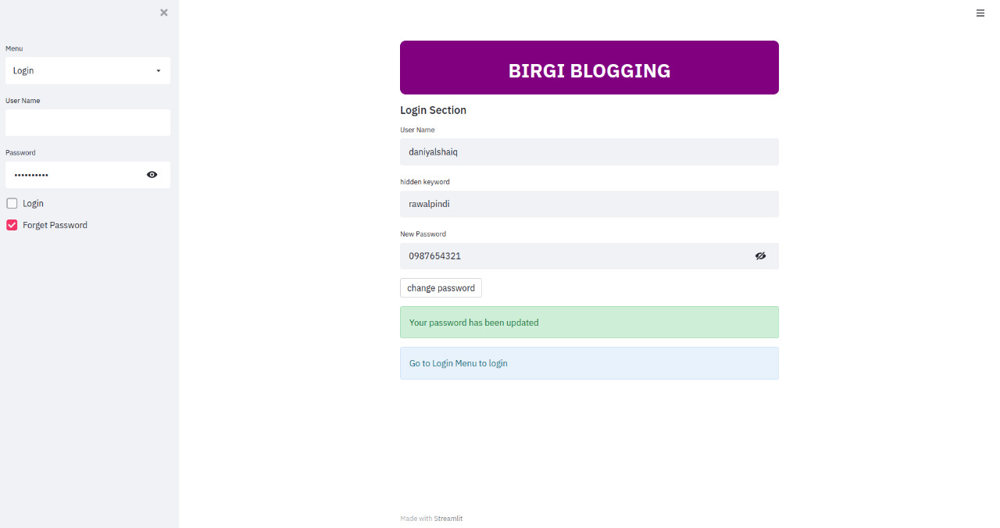 Menu
Login
User Name
Password
••••••••••
Login
Forget Password
BIRGI BLOGGING
Login Section
User Name
daniyalshaiq
hidden keyword
rawalpindi
New Password
0987654321
change password
Your password has been updated
Go to Login Menu to login
Made with Streamlit